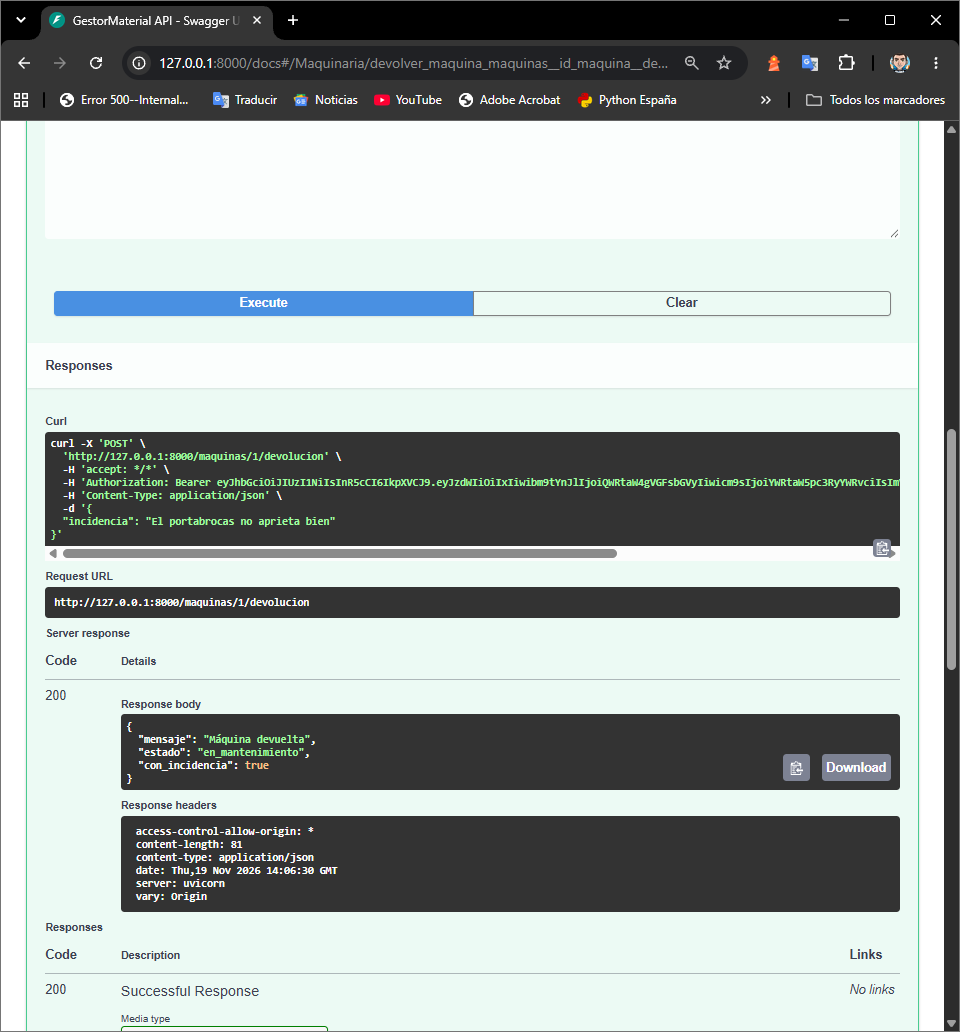 GestorMaterial API - Swagger U
127.0.0.1:8000/docs#/Maquinaria/devolver_maquina_maquinas__id_maquina__de...
Error 500--Internal...
Traducir
Noticias
YouTube
Adobe Acrobat
Python España
Todos los marcadores
Execute
Clear
Responses
Curl
curl -X 'POST' \
'http://127.0.0.1:8000/maquinas/1/devolucion' \
-H 'accept: */*' \
-H 'Authorization: Bearer eyJhbGciOiJIUzI1NiIsInR5cCI6IkpXVCJ9.eyJzdWIiOiIxIiwibm9tYnJlIjoiQWRtaW4gVGFsbGVyIiwicm9sIjoiYWRtaW5pc3RyYWRvciIsIm
-H 'Content-Type: application/json' \
-d '{
"incidencia": "El portabrocas no aprieta bien"
}'
Request URL
http://127.0.0.1:8000/maquinas/1/devolucion
Server response
Code Details
200
Response body
{
"mensaje": "Máquina devuelta",
"estado": "en_mantenimiento",
"con_incidencia": true
}
Download
Response headers
access-control-allow-origin: *
content-length: 81
content-type: application/json
date: Thu,19 Nov 2026 14:06:30 GMT
server: uvicorn
vary: Origin
Responses
Code Description Links
200 Successful Response No links
Media type